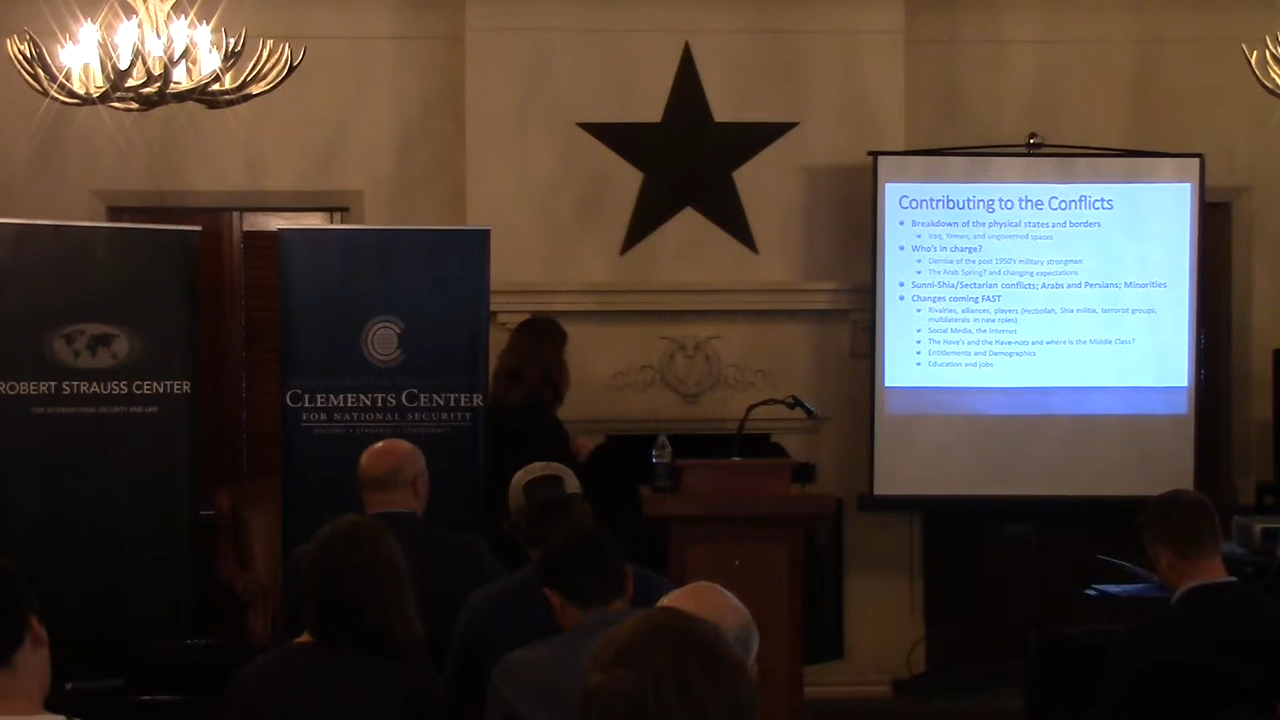 ROBERT STRAUSS CENTER
FOR INTERNATIONAL SECURITY AND LAW
CLEMENTS CENTER
FOR NATIONAL SECURITY
HISTORY • STRATEGY • STATECRAFT
Contributing to the Conflicts
Breakdown of the physical states and borders
Iraq, Yemen, and ungoverned spaces
Who's in charge?
Demise of the post 1950's military strongman
The Arab Spring? and changing expectations
Sunni-Shia/Sectarian conflicts; Arabs and Persians; Minorities
Changes coming FAST
Rivalries, alliances, players (Hezbollah, Shia militia, terrorist groups,
multilaterals in new roles)
Social Media, the Internet
The Have's and the Have-nots and where is the Middle Class?
Entitlements and Demographics
Education and jobs